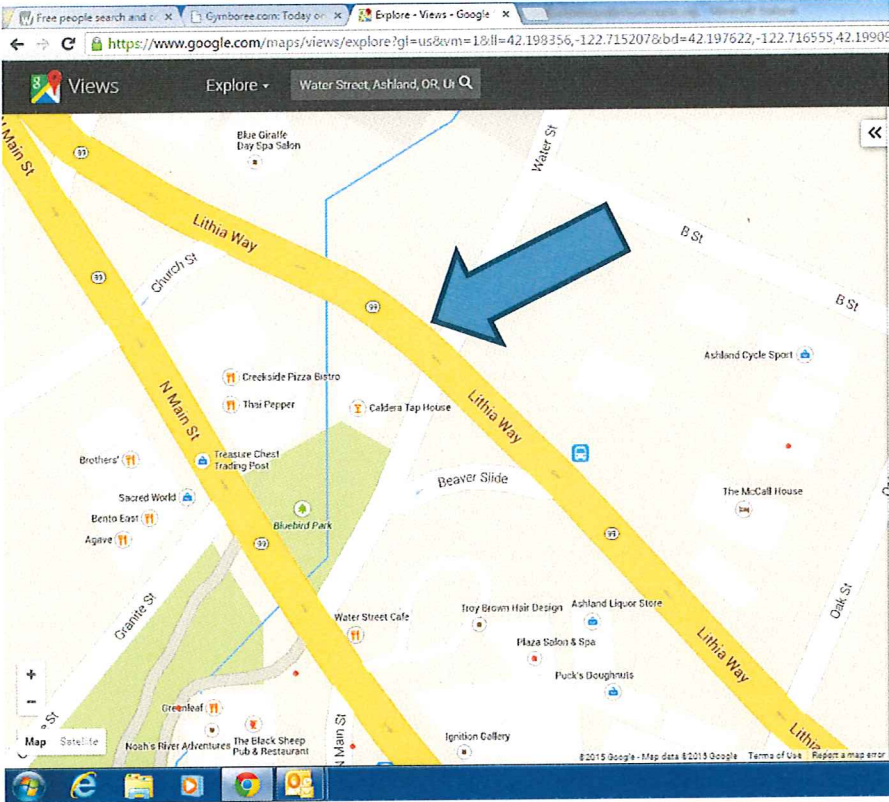 Free people search and c
Gymboree.com: Today or
Explore - Views - Google
https://www.google.com/maps/views/explore?gl=us&vm=1&ll=42.198356,-122.715207&bd=42.197622,-122.716555,42.19909
8 Views
Explore
Water Street, Ashland, OR, Ur
N Main St
99
Blue Giraffe
Day Spa Salon
Water St
Lithia Way
B St
Church St
99
99
B St
Ashland Cycle Sport
Creekside Pizza Bistro
Thai Pepper
Caldera Tap House
N Main St
Lithia Way
Brothers'
Treasure Chest
Trading Post
Beaver Slide
Sacred World
The McCall House
Bento East
Bluebird Park
Agave
99
99
Granite St
Oak St
Water Street Cafe
Troy Brown Hair Design
Ashland Liquor Store
Plaza Salon & Spa
Lithia Way
Puck's Doughnuts
Greenleaf
Noah's River Adventures
The Black Sheep
Pub & Restaurant
N Main St
Ignition Gallery
Lithia
+
-
St
Map Satellite
©2015 Google - Map data ©2015 Google Terms of Use Report a map error